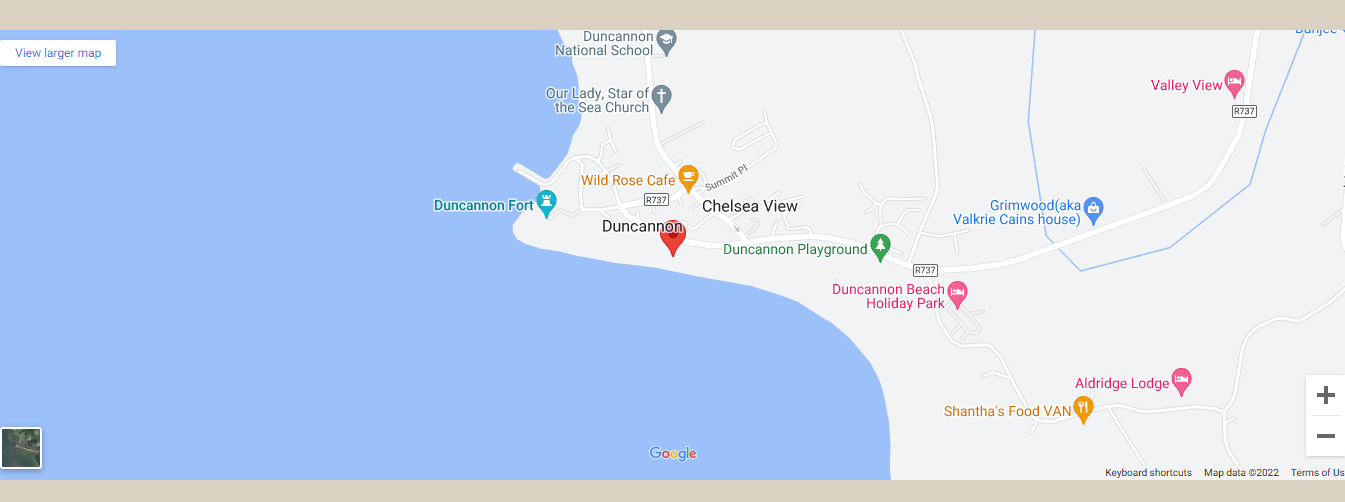 View larger map
Duncannon
National School
Our Lady, Star of
the Sea Church
Valley View
R737
Wild Rose Cafe
Summit Pl
R737
Chelsea View
Duncannon Fort
Duncannon
Grimwood(aka
Valkrie Cains house)
Duncannon Playground
R737
Duncannon Beach
Holiday Park
Aldridge Lodge
Shantha's Food VAN
Google
Keyboard shortcuts
Map data ©2022
Terms of Us